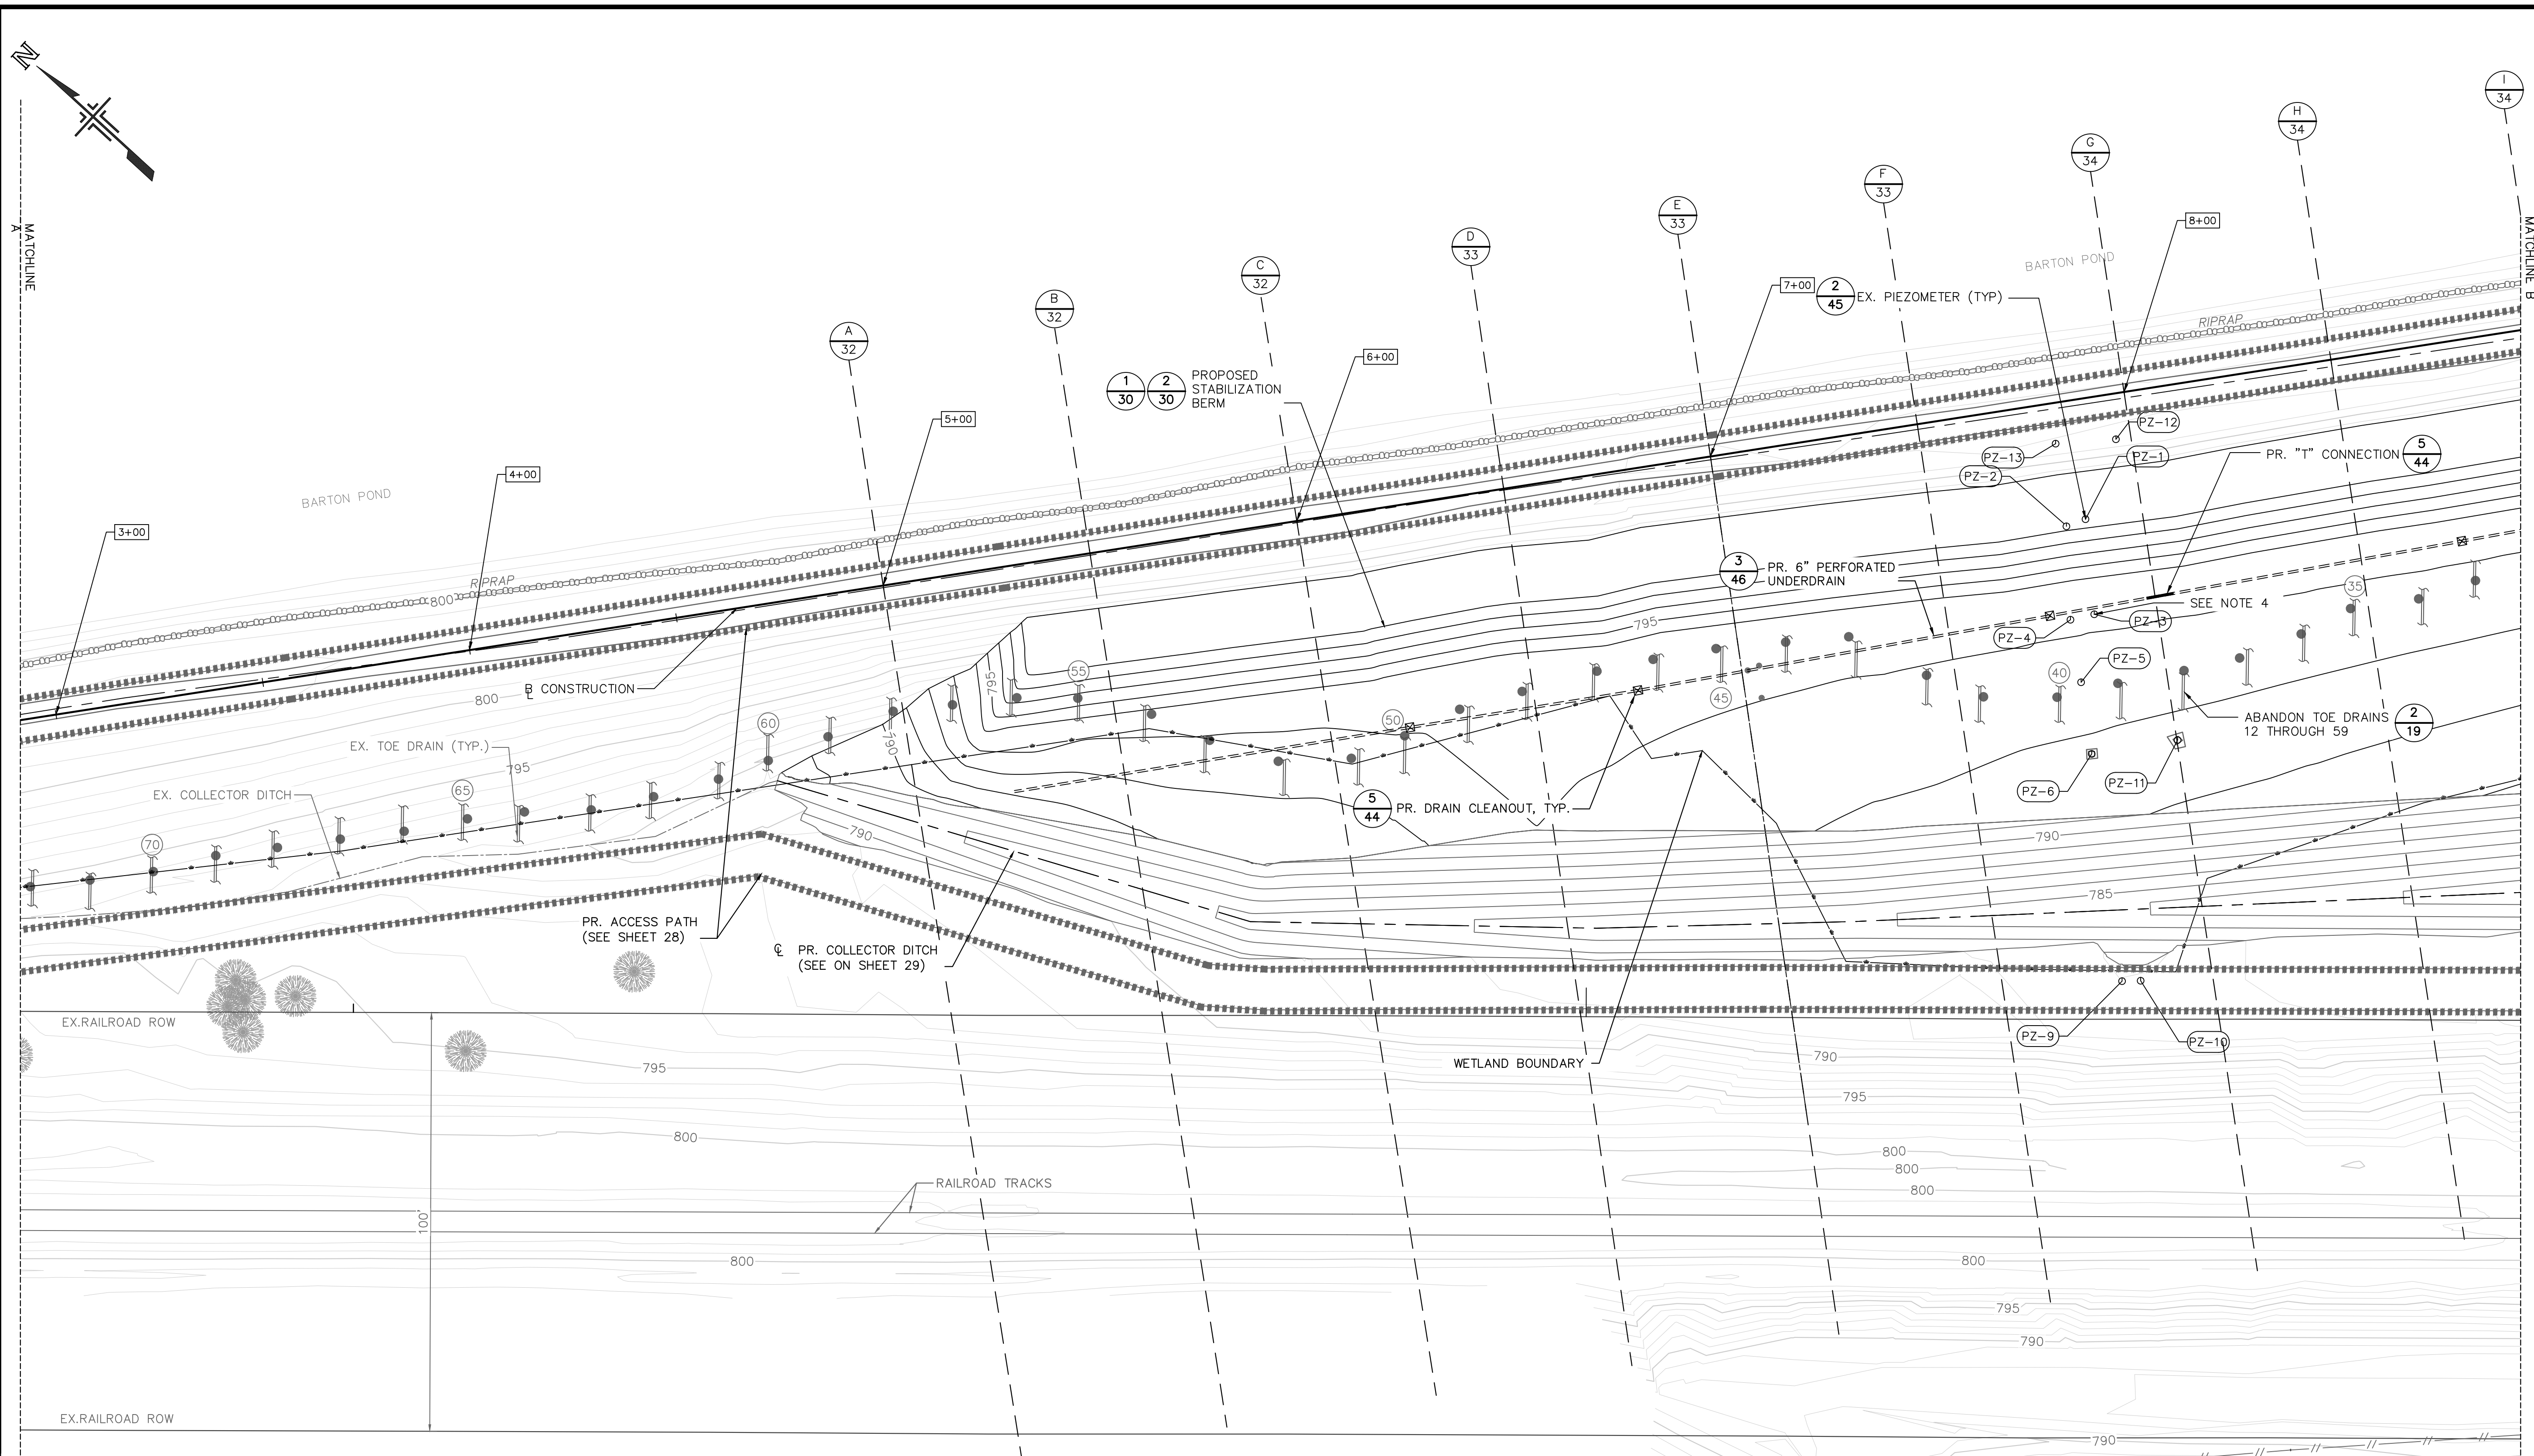 N
MATCHLINE
A
I
34
H
34
G
34
F
33
E
33
D
33
C
32
B
32
A
32
MATCHLINE B
8+00
7+00
2
45
EX. PIEZOMETER (TYP)
BARTON POND
RIPRAP
6+00
1
30
2
30
PROPOSED
STABILIZATION
BERM
5+00
4+00
3+00
BARTON POND
RIPRAP
800
PZ-12
PZ-13
PZ-1
PZ-2
PR. "T" CONNECTION
5
44
3
46
PR. 6" PERFORATED
UNDERDRAIN
795
SEE NOTE 4
35
PZ-4
PZ-3
PZ-5
40
45
50
55
795
790
60
800
BL CONSTRUCTION
EX. TOE DRAIN (TYP.)
795
EX. COLLECTOR DITCH
65
70
ABANDON TOE DRAINS
12 THROUGH 59
2
19
PZ-6
PZ-11
5
44
PR. DRAIN CLEANOUT, TYP.
790
790
785
PR. ACCESS PATH
(SEE SHEET 28)
CL PR. COLLECTOR DITCH
(SEE ON SHEET 29)
EX.RAILROAD ROW
PZ-9
PZ-10
WETLAND BOUNDARY
790
795
795
800
800
800
800
RAILROAD TRACKS
100'
800
800
795
790
EX.RAILROAD ROW
790